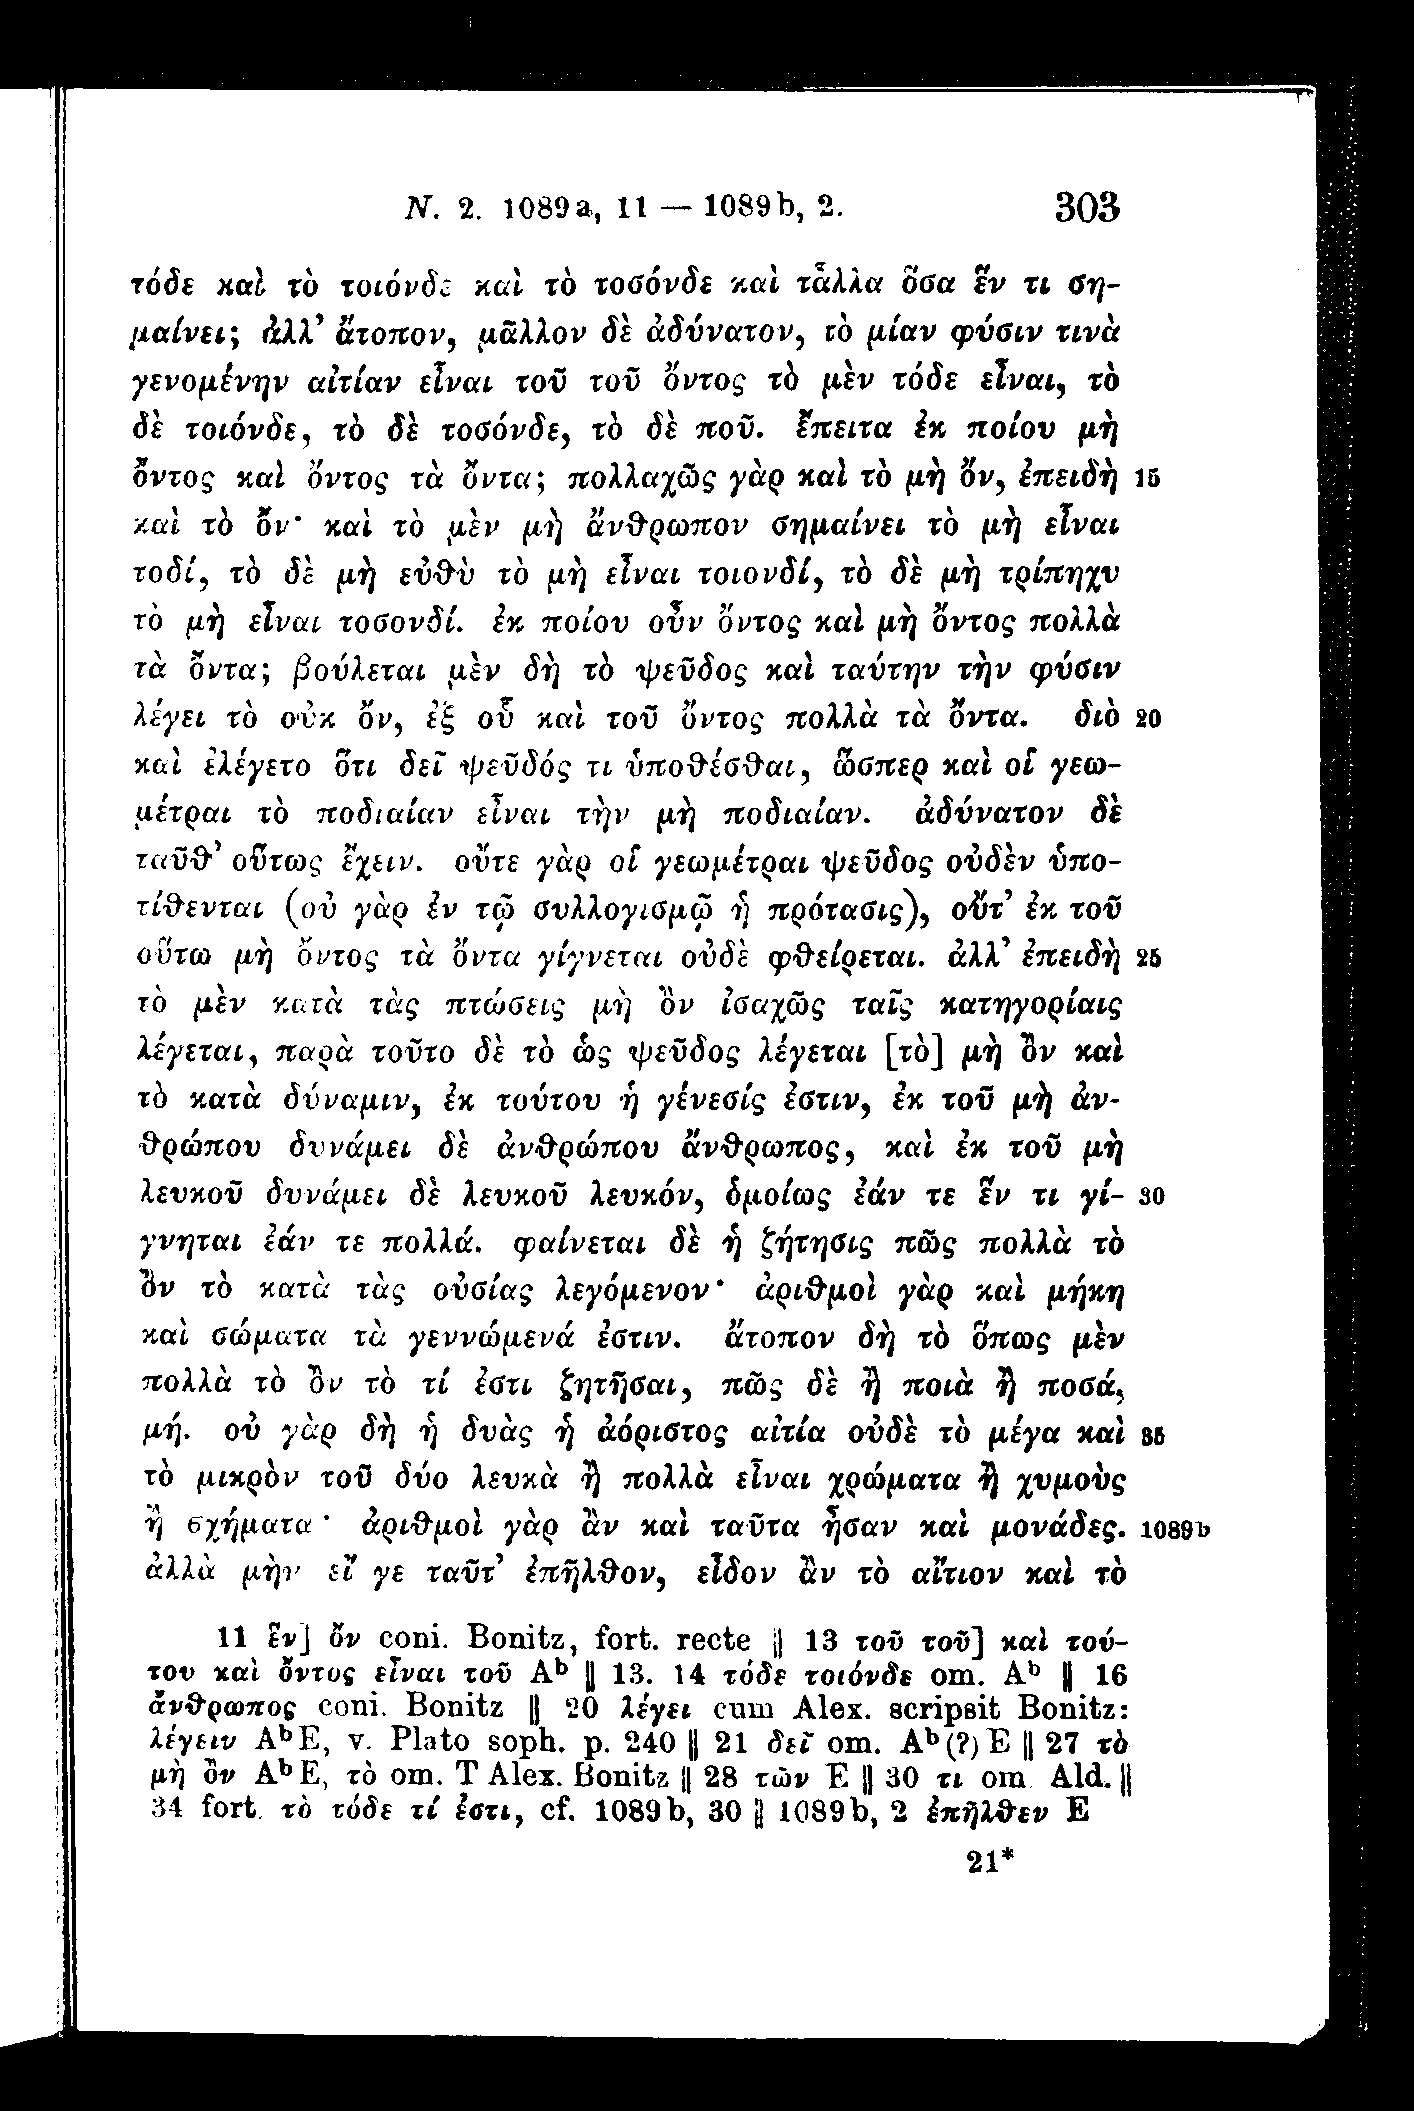 N. 2. 1089a, 11 — 1089b, 2. 303
τόδε καὶ τὸ τοιόνδε καὶ τὸ τοσόνδε καὶ τἆλλα ὅσα ἕν τι ση-
μαίνει; ἀλλ’ ἄτοπον, μᾶλλον δὲ ἀδύνατον, τὸ μίαν φύσιν τινὰ
γενομένην αἰτίαν εἶναι τοῦ τοῦ ὄντος τὸ μὲν τόδε εἶναι, τὸ
δὲ τοιόνδε, τὸ δὲ τοσόνδε, τὸ δὲ ποῦ. ἔπειτα ἐκ ποίου μὴ
ὄντος καὶ ὄντος τὰ ὄντα; πολλαχῶς γὰρ καὶ τὸ μὴ ὄν, ἐπειδὴ 15
καὶ τὸ ὄν· καὶ τὸ μὲν μὴ ἄνθρωπον σημαίνει τὸ μὴ εἶναι
τοδί, τὸ δὲ μὴ εὐθὺ τὸ μὴ εἶναι τοιονδί, τὸ δὲ μὴ τρίπηχυ
τὸ μὴ εἶναι τοσονδί. ἐκ ποίου οὖν ὄντος καὶ μὴ ὄντος πολλὰ
τὰ ὄντα; βούλεται μὲν δὴ τὸ ψεῦδος καὶ ταύτην τὴν φύσιν
λέγει τὸ οὐκ ὄν, ἐξ οὗ καὶ τοῦ ὄντος πολλὰ τὰ ὄντα. διὸ 20
καὶ ἐλέγετο ὅτι δεῖ ψεῦδός τι ὑποθέσθαι, ὥσπερ καὶ οἱ γεω-
μέτραι τὸ ποδιαίαν εἶναι τὴν μὴ ποδιαίαν. ἀδύνατον δὲ
ταῦθ’ οὕτως ἔχειν. οὔτε γὰρ οἱ γεωμέτραι ψεῦδος οὐδὲν ὑπο-
τίθενται (οὐ γὰρ ἐν τῷ συλλογισμῷ ἡ πρότασις), οὔτ’ ἐκ τοῦ
οὕτω μὴ ὄντος τὰ ὄντα γίγνεται οὐδὲ φθείρεται. ἀλλ’ ἐπειδὴ 25
τὸ μὲν κατὰ τὰς πτώσεις μὴ ὂν ἰσαχῶς ταῖς κατηγορίαις
λέγεται, παρὰ τοῦτο δὲ τὸ ὡς ψεῦδος λέγεται [τὸ] μὴ ὂν καὶ
τὸ κατὰ δύναμιν, ἐκ τούτου ἡ γένεσίς ἐστιν, ἐκ τοῦ μὴ ἀν-
θρώπου δυνάμει δὲ ἀνθρώπου ἄνθρωπος, καὶ ἐκ τοῦ μὴ
λευκοῦ δυνάμει δὲ λευκοῦ λευκόν, ὁμοίως ἐάν τε ἕν τι γί- 30
γνηται ἐάν τε πολλά. φαίνεται δὲ ἡ ζήτησις πῶς πολλὰ τὸ
ὂν τὸ κατὰ τὰς οὐσίας λεγόμενον· ἀριθμοὶ γὰρ καὶ μήκη
καὶ σώματα τὰ γεννώμενά ἐστιν. ἄτοπον δὴ τὸ ὅπως μὲν
πολλὰ τὸ ὂν τὸ τί ἐστι ζητῆσαι, πῶς δὲ ἢ ποιὰ ἢ ποσά,
μή. οὐ γὰρ δὴ ἡ δυὰς ἡ ἀόριστος αἰτία οὐδὲ τὸ μέγα καὶ 35
τὸ μικρὸν τοῦ δύο λευκὰ ἢ πολλὰ εἶναι χρώματα ἢ χυμοὺς
ἢ σχήματα· ἀριθμοὶ γὰρ ἂν καὶ ταῦτα ἦσαν καὶ μονάδες. 1089b
ἀλλὰ μὴν εἴ γε ταῦτ’ ἐπῆλθον, εἶδον ἂν τὸ αἴτιον καὶ τὸ
11 ἕν] ὄν coni. Bonitz, fort. recte || 13 τοῦ τοῦ] καὶ τού-
του καὶ ὄντος εἶναι τοῦ Aᵇ || 13. 14 τόδε τοιόνδε om. Aᵇ || 16
ἄνθρωπος coni. Bonitz || 20 λέγει cum Alex. scripsit Bonitz:
λέγειν AᵇE, v. Plato soph. p. 240 || 21 δεῖ om. Aᵇ(?) E || 27 τὸ
μὴ ὂν AᵇE, τὸ om. T Alex. Bonitz || 28 τῶν E || 30 τι om. Ald. ||
34 fort. τὸ τόδε τί ἐστι, cf. 1089b, 30 || 1089b, 2 ἐπῆλθεν E
21*